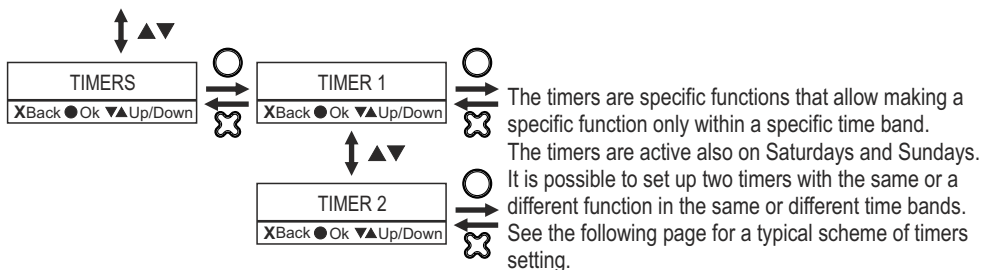 ▲▼
TIMERS
XBack ● Ok ▼▲Up/Down
TIMER 1
XBack ● Ok ▼▲Up/Down
▲▼
TIMER 2
XBack ● Ok ▼▲Up/Down
The timers are specific functions that allow making a
specific function only within a specific time band.
The timers are active also on Saturdays and Sundays.
It is possible to set up two timers with the same or a
different function in the same or different time bands.
See the following page for a typical scheme of timers
setting.